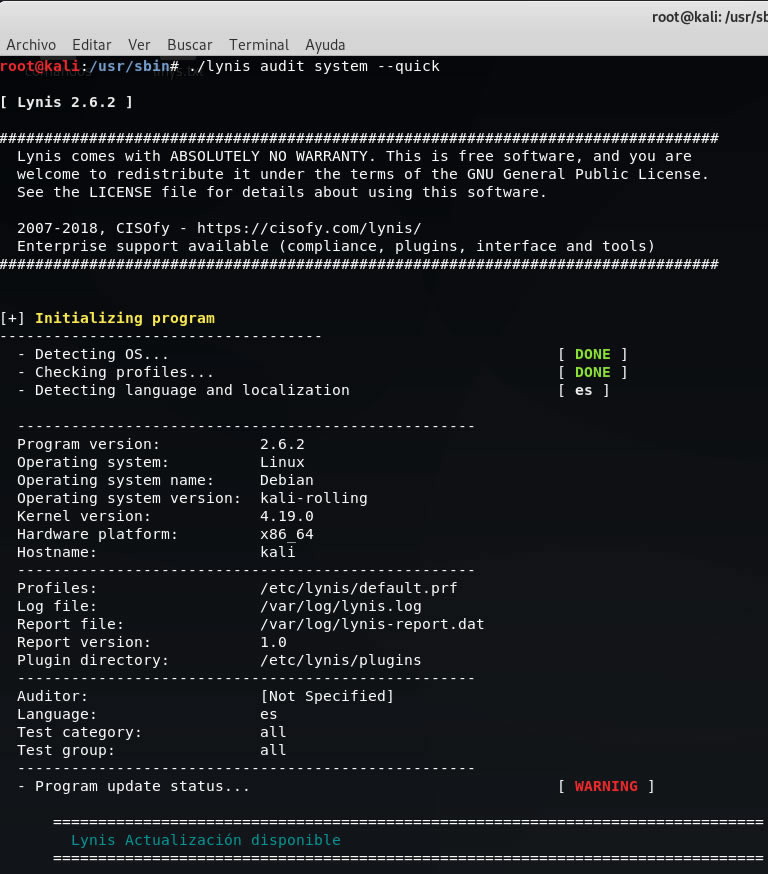 root@kali: /usr/sb
Archivo Editar Ver Buscar Terminal Ayuda
root@kali:/usr/sbin# ./lynis audit system --quick
[ Lynis 2.6.2 ]
################################################################################
Lynis comes with ABSOLUTELY NO WARRANTY. This is free software, and you are
welcome to redistribute it under the terms of the GNU General Public License.
See the LICENSE file for details about using this software.
2007-2018, CISOfy - https://cisofy.com/lynis/
Enterprise support available (compliance, plugins, interface and tools)
################################################################################
[+] Initializing program
------------------------------------
- Detecting OS... [ DONE ]
- Checking profiles... [ DONE ]
- Detecting language and localization [ es ]
---------------------------------------------------
Program version: 2.6.2
Operating system: Linux
Operating system name: Debian
Operating system version: kali-rolling
Kernel version: 4.19.0
Hardware platform: x86_64
Hostname: kali
---------------------------------------------------
Profiles: /etc/lynis/default.prf
Log file: /var/log/lynis.log
Report file: /var/log/lynis-report.dat
Report version: 1.0
Plugin directory: /etc/lynis/plugins
---------------------------------------------------
Auditor: [Not Specified]
Language: es
Test category: all
Test group: all
---------------------------------------------------
- Program update status... [ WARNING ]
===============================================================================
Lynis Actualización disponible
===============================================================================